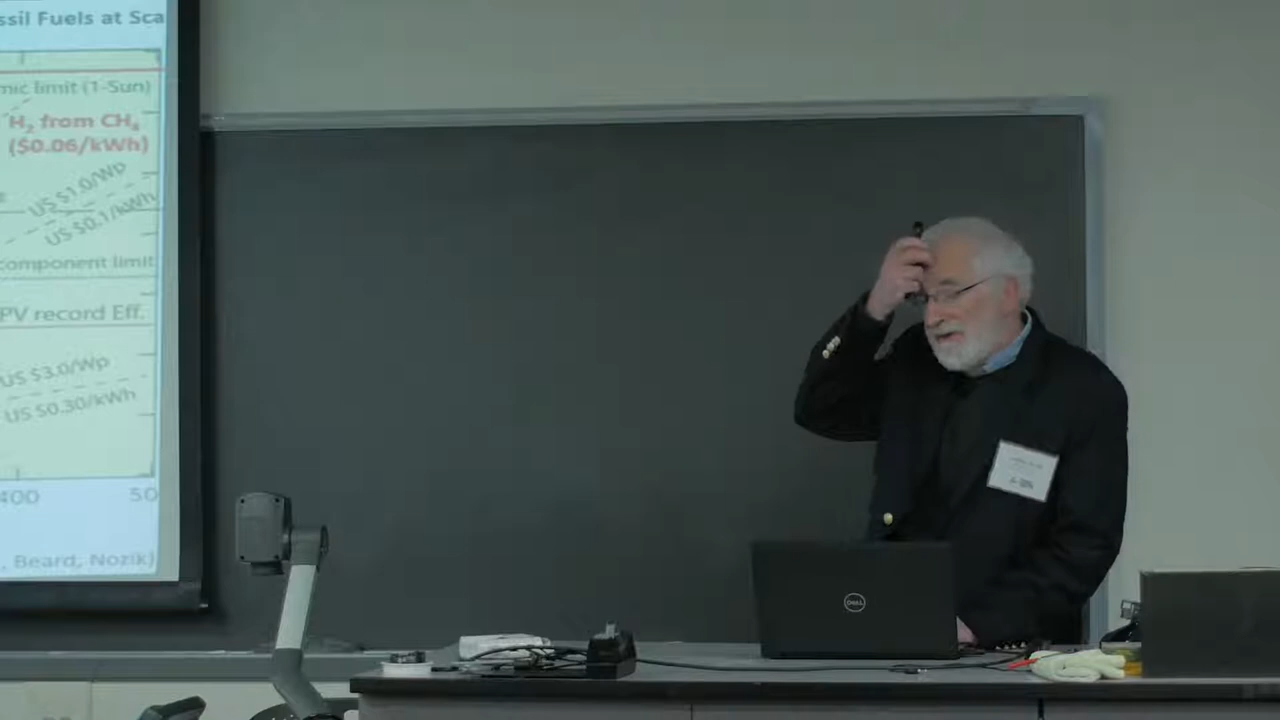 ssil Fuels at Sca
mic limit (1-Sun)
H₂ from CH₄
($0.06/kWh)
US $1.0/Wp
US $0.1/kWh
component limit
PV record Eff.
US $3.0/Wp
US $0.30/kWh
400 50
, Beard, Nozik)
DELL